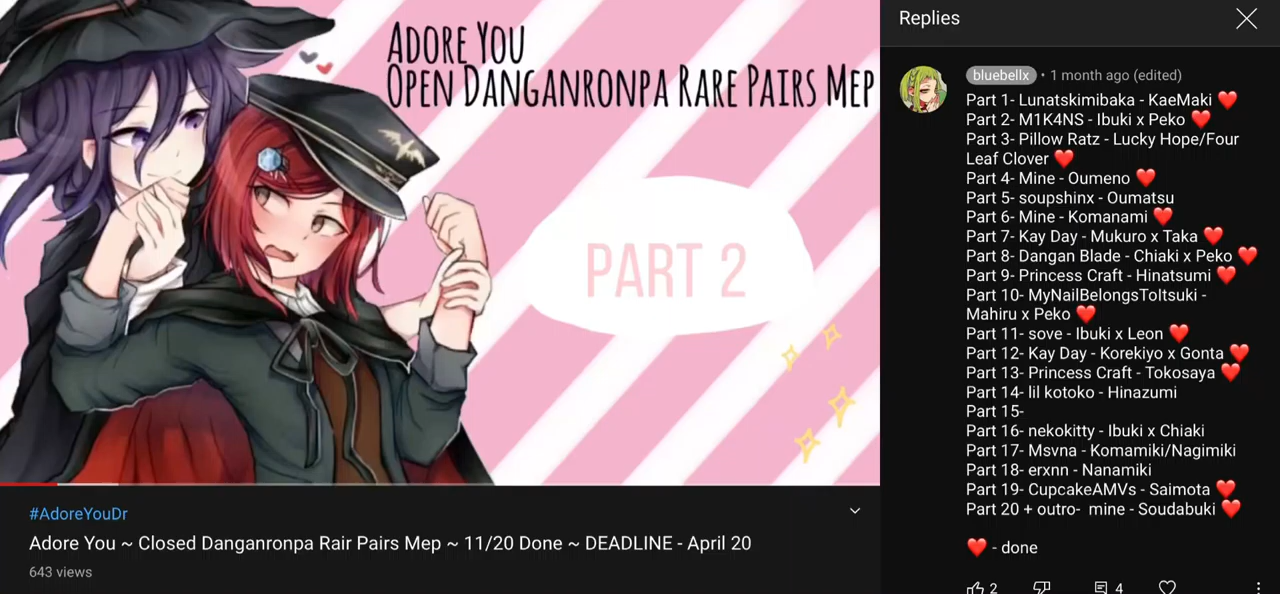 ADORE YOU
OPEN DANGANRONPA RARE PAIRS MEP
PART 2
#AdoreYouDr
Adore You ~ Closed Danganronpa Rair Pairs Mep ~ 11/20 Done ~ DEADLINE - April 20
643 views
Replies
bluebellx • 1 month ago (edited)
Part 1- Lunatskimibaka - KaeMaki ❤️
Part 2- M1K4NS - Ibuki x Peko ❤️
Part 3- Pillow Ratz - Lucky Hope/Four
Leaf Clover ❤️
Part 4- Mine - Oumeno ❤️
Part 5- soupshinx - Oumatsu
Part 6- Mine - Komanami ❤️
Part 7- Kay Day - Mukuro x Taka ❤️
Part 8- Dangan Blade - Chiaki x Peko ❤️
Part 9- Princess Craft - Hinatsumi ❤️
Part 10- MyNailBelongsToItsuki -
Mahiru x Peko ❤️
Part 11- sove - Ibuki x Leon ❤️
Part 12- Kay Day - Korekiyo x Gonta ❤️
Part 13- Princess Craft - Tokosaya ❤️
Part 14- lil kotoko - Hinazumi
Part 15-
Part 16- nekokitty - Ibuki x Chiaki
Part 17- Msvna - Komamiki/Nagimiki
Part 18- erxnn - Nanamiki
Part 19- CupcakeAMVs - Saimota ❤️
Part 20 + outro-  mine - Soudabuki ❤️
❤️ - done
2
4